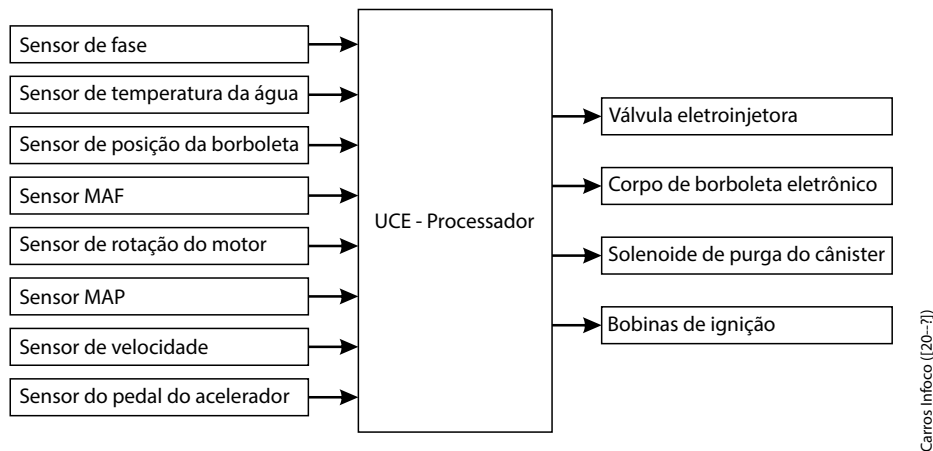 Sensor de fase
Sensor de temperatura da água
Sensor de posição da borboleta
Sensor MAF
Sensor de rotação do motor
Sensor MAP
Sensor de velocidade
Sensor do pedal do acelerador
UCE - Processador
Válvula eletroinjetora
Corpo de borboleta eletrônico
Solenoide de purga do cânister
Bobinas de ignição
Carros Infoco ([20--?])